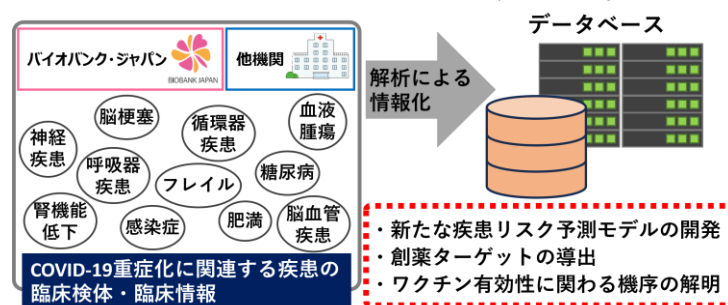 バイオバンク・ジャパン
BIOBANK JAPAN
他機関
脳梗塞
循環器
疾患
血液
腫瘍
神経
疾患
呼吸器
疾患
フレイル
糖尿病
腎機能
低下
感染症
肥満
脳血管
疾患
COVID-19重症化に関連する疾患の
臨床検体・臨床情報
解析による
情報化
データベース
・新たな疾患リスク予測モデルの開発
・創薬ターゲットの導出
・ワクチン有効性に関わる機序の解明